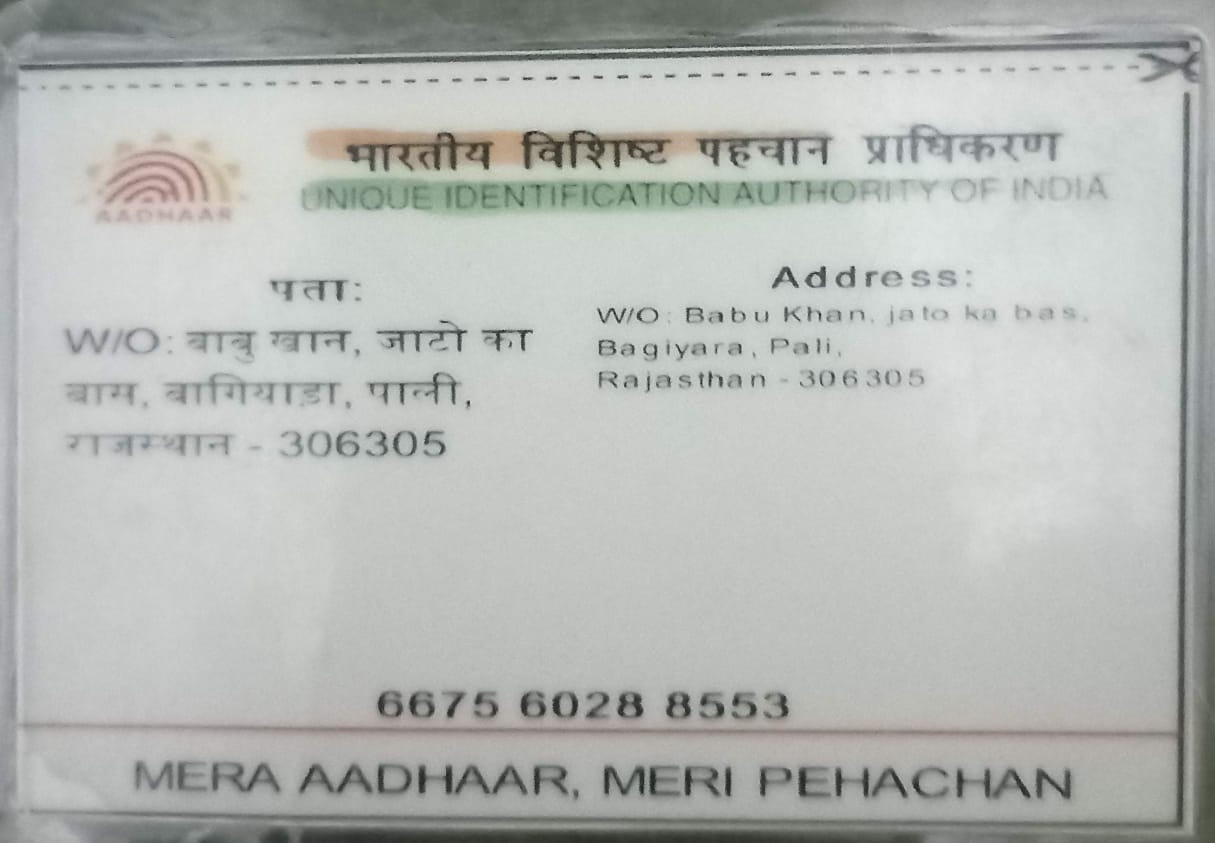 भारतीय विशिष्ट पहचान प्राधिकरण
UNIQUE IDENTIFICATION AUTHORITY OF INDIA
AADHAAR
पता:
W/O: बाबु खान, जाटो का
बास, बागियाड़ा, पाली,
राजस्थान - 306305
Address:
W/O: Babu Khan, jato ka bas,
Bagiyara, Pali,
Rajasthan - 306305
6675 6028 8553
MERA AADHAAR, MERI PEHACHAN